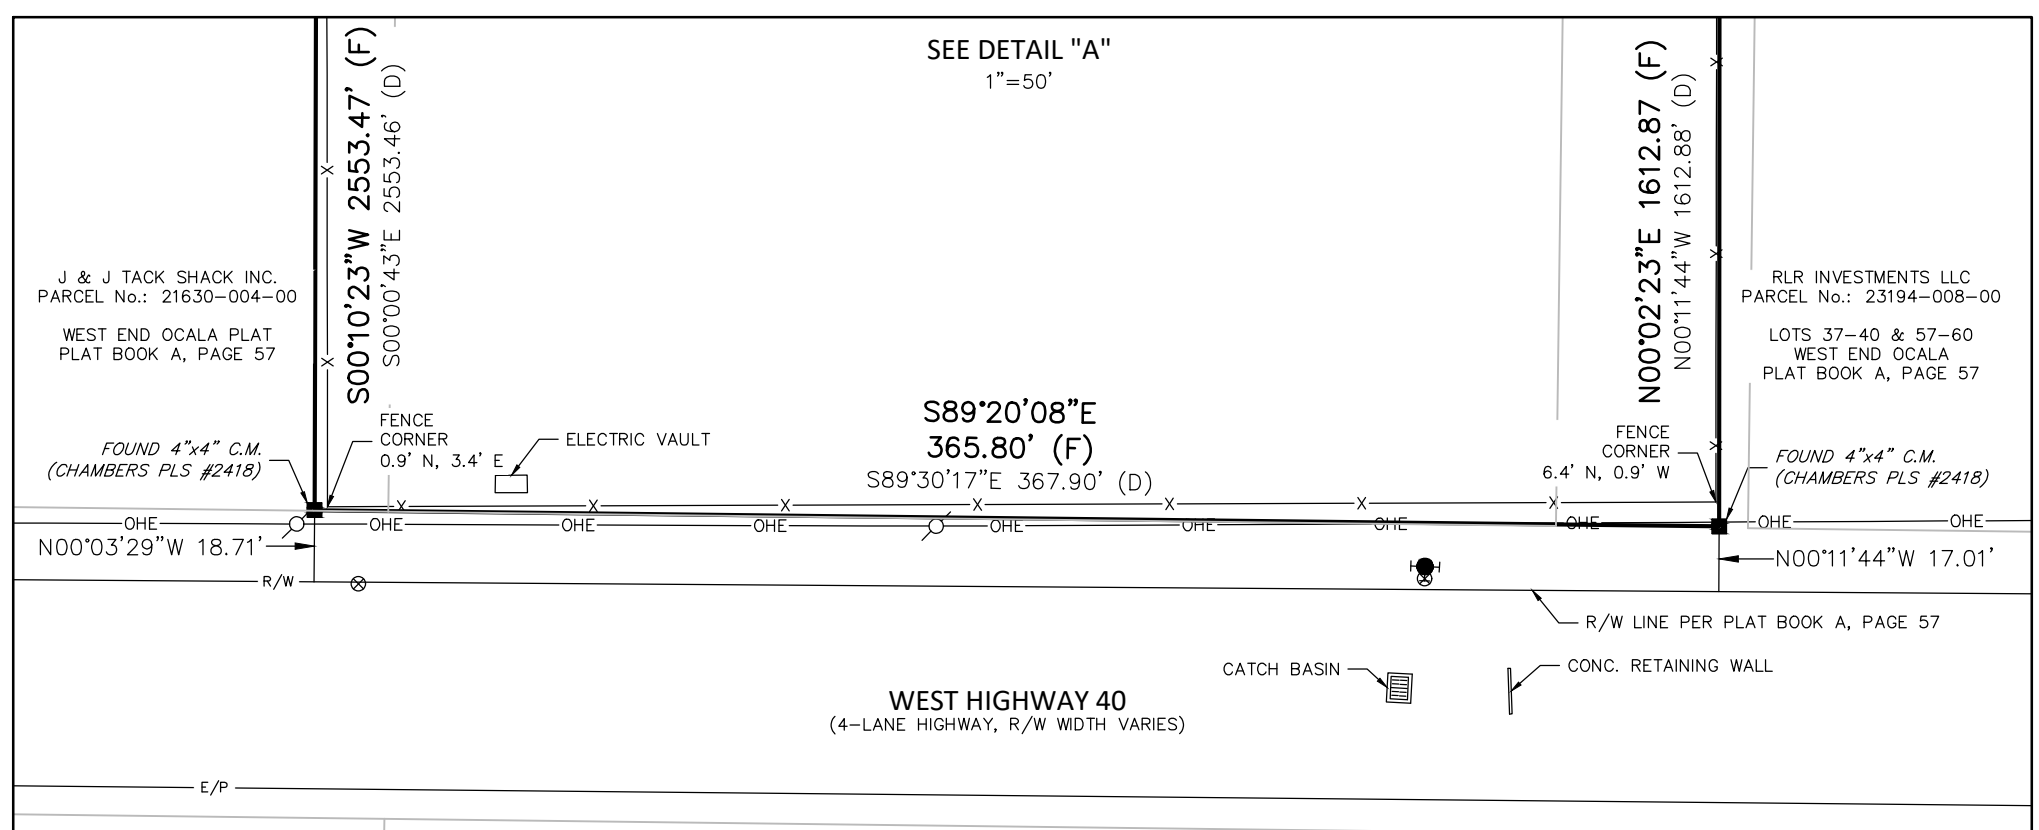 SEE DETAIL "A"
1"=50'
S00°10'23"W 2553.47' (F)
S00°00'43"E 2553.46' (D)
N00°02'23"E 1612.87 (F)
N00°11'44"W 1612.88' (D)
J & J TACK SHACK INC.
PARCEL No.: 21630-004-00
WEST END OCALA PLAT
PLAT BOOK A, PAGE 57
RLR INVESTMENTS LLC
PARCEL No.: 23194-008-00
LOTS 37-40 & 57-60
WEST END OCALA
PLAT BOOK A, PAGE 57
FOUND 4"x4" C.M.
(CHAMBERS PLS #2418)
FENCE
CORNER
0.9' N, 3.4' E
ELECTRIC VAULT
S89°20'08"E
365.80' (F)
S89°30'17"E 367.90' (D)
FENCE
CORNER
6.4' N, 0.9' W
FOUND 4"x4" C.M.
(CHAMBERS PLS #2418)
X X X X X X X
X
X
X
X
X
OHE OHE OHE OHE OHE OHE OHE OHE OHE OHE
N00°03'29"W 18.71'
N00°11'44"W 17.01'
R/W
R/W LINE PER PLAT BOOK A, PAGE 57
CATCH BASIN
CONC. RETAINING WALL
WEST HIGHWAY 40
(4-LANE HIGHWAY, R/W WIDTH VARIES)
E/P